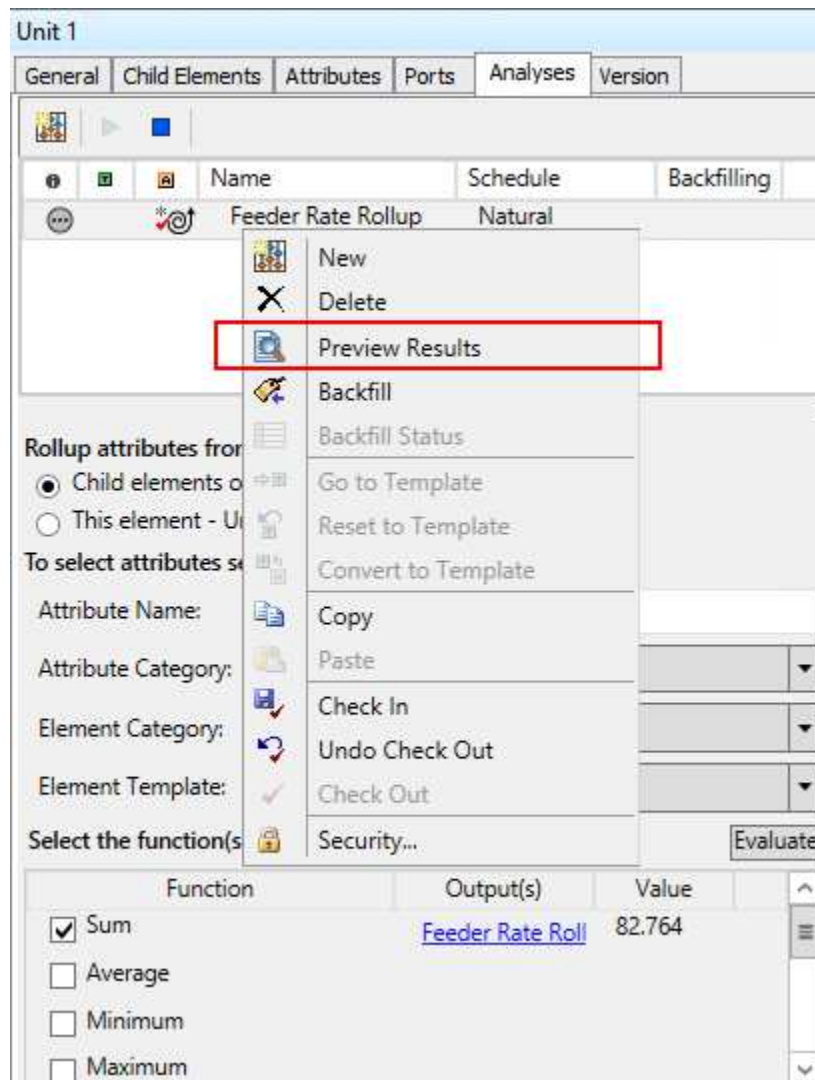 Unit 1
General Child Elements Attributes Ports Analyses Version
Name Schedule Backfilling
Feeder Rate Rollup Natural
New
Delete
Preview Results
Backfill
Backfill Status
Rollup attributes from
Child elements o
Go to Template
This element - U
Reset to Template
To select attributes se
Convert to Template
Attribute Name:
Copy
Attribute Category:
Paste
Check In
Element Category:
Undo Check Out
Element Template:
Check Out
Select the function(s
Security...
Evaluate
Function Output(s) Value
Sum Feeder Rate Roll 82.764
Average
Minimum
Maximum